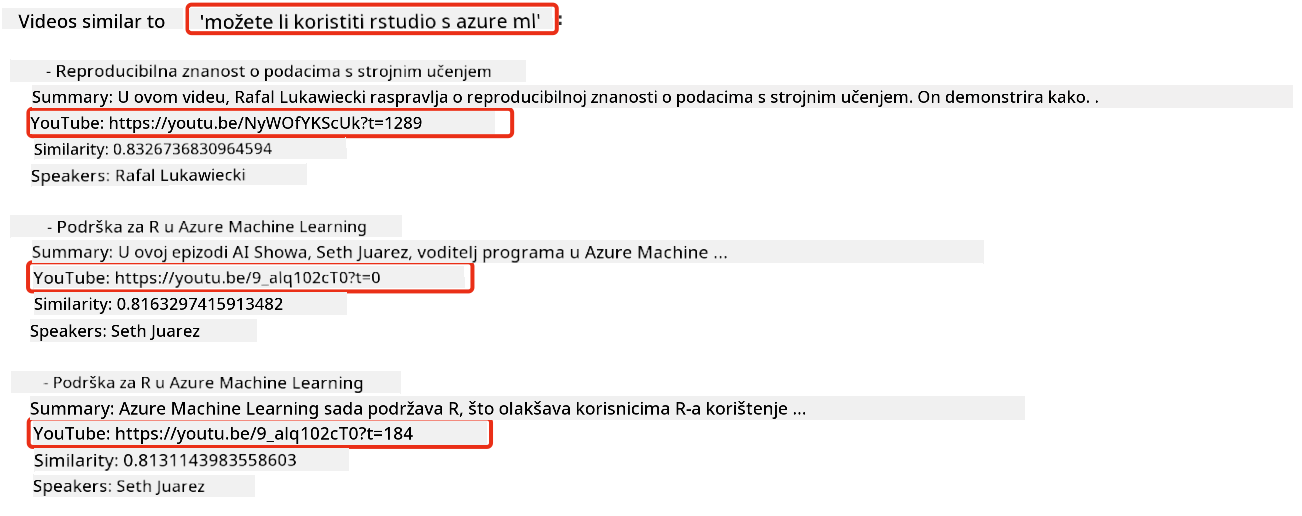 Videos similar to 'možete li koristiti rstudio s azure ml' :
- Reproducibilna znanost o podacima s strojnim učenjem
Summary: U ovom videu, Rafal Lukawiecki raspravlja o reproducibilnoj znanosti o podacima s strojnim učenjem. On demonstrira kako. .
YouTube: https://youtu.be/NyWOfYKScUk?t=1289
Similarity: 0.8326736830964594
Speakers: Rafal Lukawiecki
- Podrška za R u Azure Machine Learning
Summary: U ovoj epizodi AI Showa, Seth Juarez, voditelj programa u Azure Machine ...
YouTube: https://youtu.be/9_alq102cT0?t=0
Similarity: 0.8163297415913482
Speakers: Seth Juarez
- Podrška za R u Azure Machine Learning
Summary: Azure Machine Learning sada podržava R, što olakšava korisnicima R-a korištenje ...
YouTube: https://youtu.be/9_alq102cT0?t=184
Similarity: 0.8131143983558603
Speakers: Seth Juarez